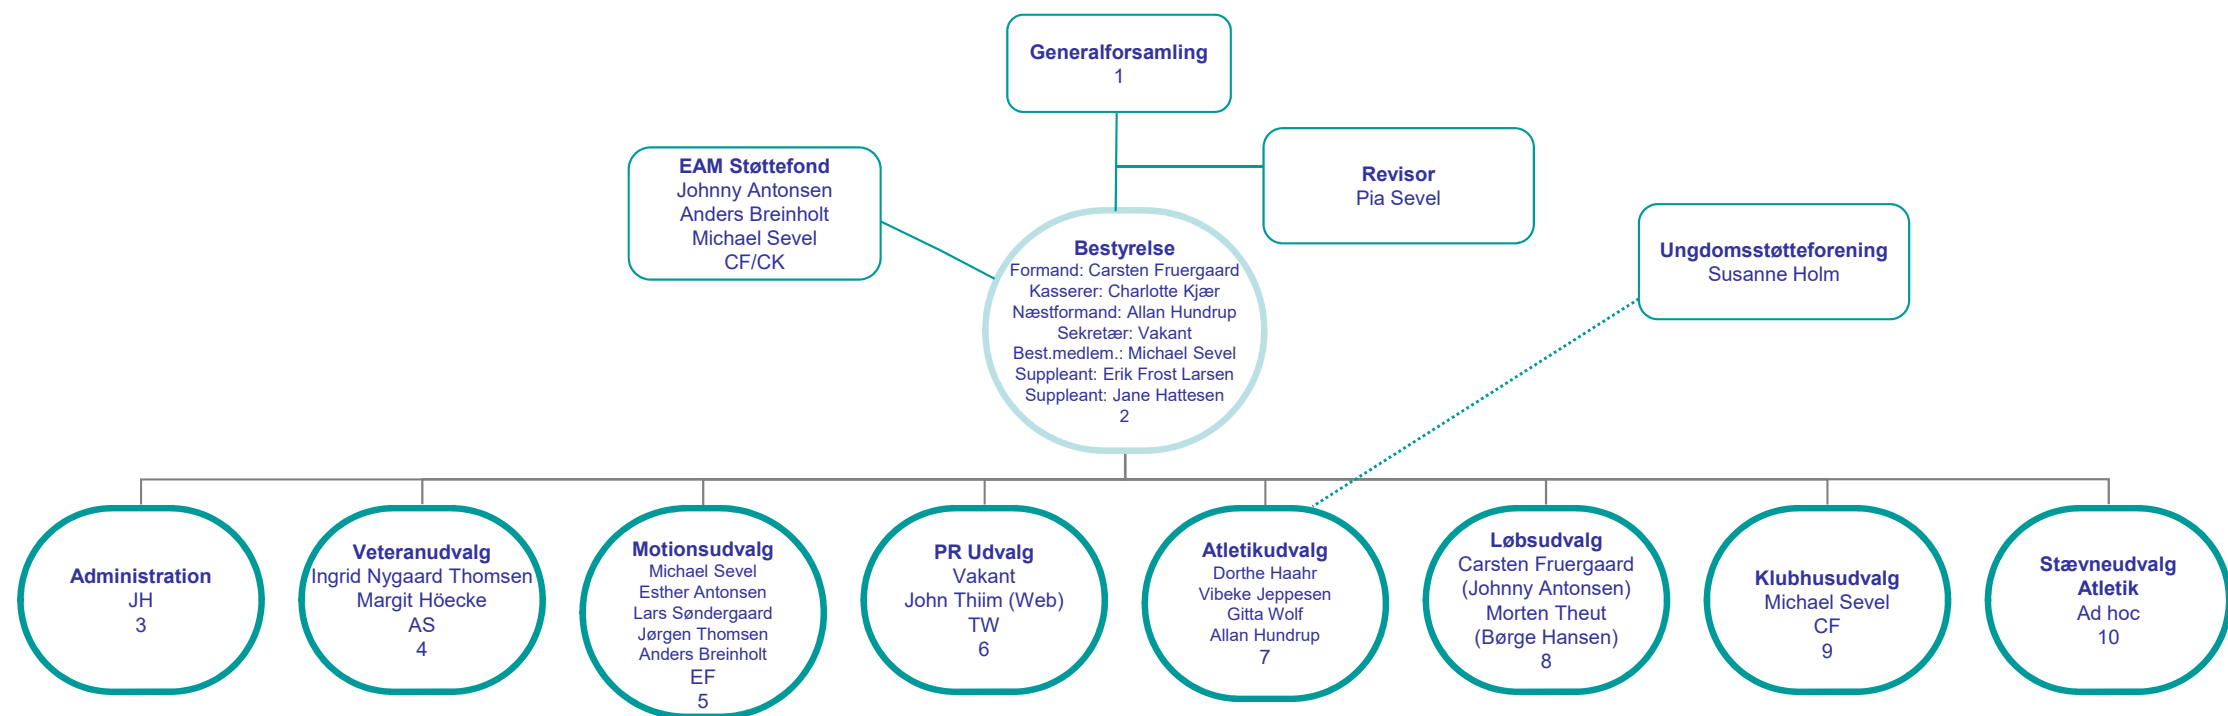 Generalforsamling
1
EAM Støttefond
Johnny Antonsen
Anders Breinholt
Michael Sevel
CF/CK
Revisor
Pia Sevel
Ungdomsstøtteforening
Susanne Holm
Bestyrelse
Formand: Carsten Fruergaard
Kasserer: Charlotte Kjær
Næstformand: Allan Hundrup
Sekretær: Vakant
Best.medlem.: Michael Sevel
Suppleant: Erik Frost Larsen
Suppleant: Jane Hattesen
2
Administration
JH
3
Veteranudvalg
Ingrid Nygaard Thomsen
Margit Höecke
AS
4
Motionsudvalg
Michael Sevel
Esther Antonsen
Lars Søndergaard
Jørgen Thomsen
Anders Breinholt
EF
5
PR Udvalg
Vakant
John Thiim (Web)
TW
6
Atletikudvalg
Dorthe Haahr
Vibeke Jeppesen
Gitta Wolf
Allan Hundrup
7
Løbsudvalg
Carsten Fruergaard
(Johnny Antonsen)
Morten Theut
(Børge Hansen)
8
Klubhusudvalg
Michael Sevel
CF
9
Stævneudvalg
Atletik
Ad hoc
10